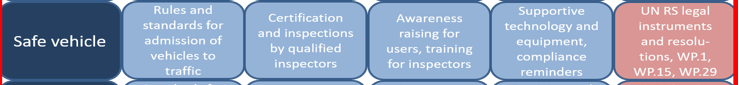 Safe vehicle
Rules and
standards for
admission of
vehicles to
traffic
Certification
and inspections
by qualified
inspectors
Awareness
raising for
users, training
for inspectors
Supportive
technology and
equipment,
compliance
reminders
UN RS legal
instruments
and resolu-
tions, WP.1,
WP.15, WP.29